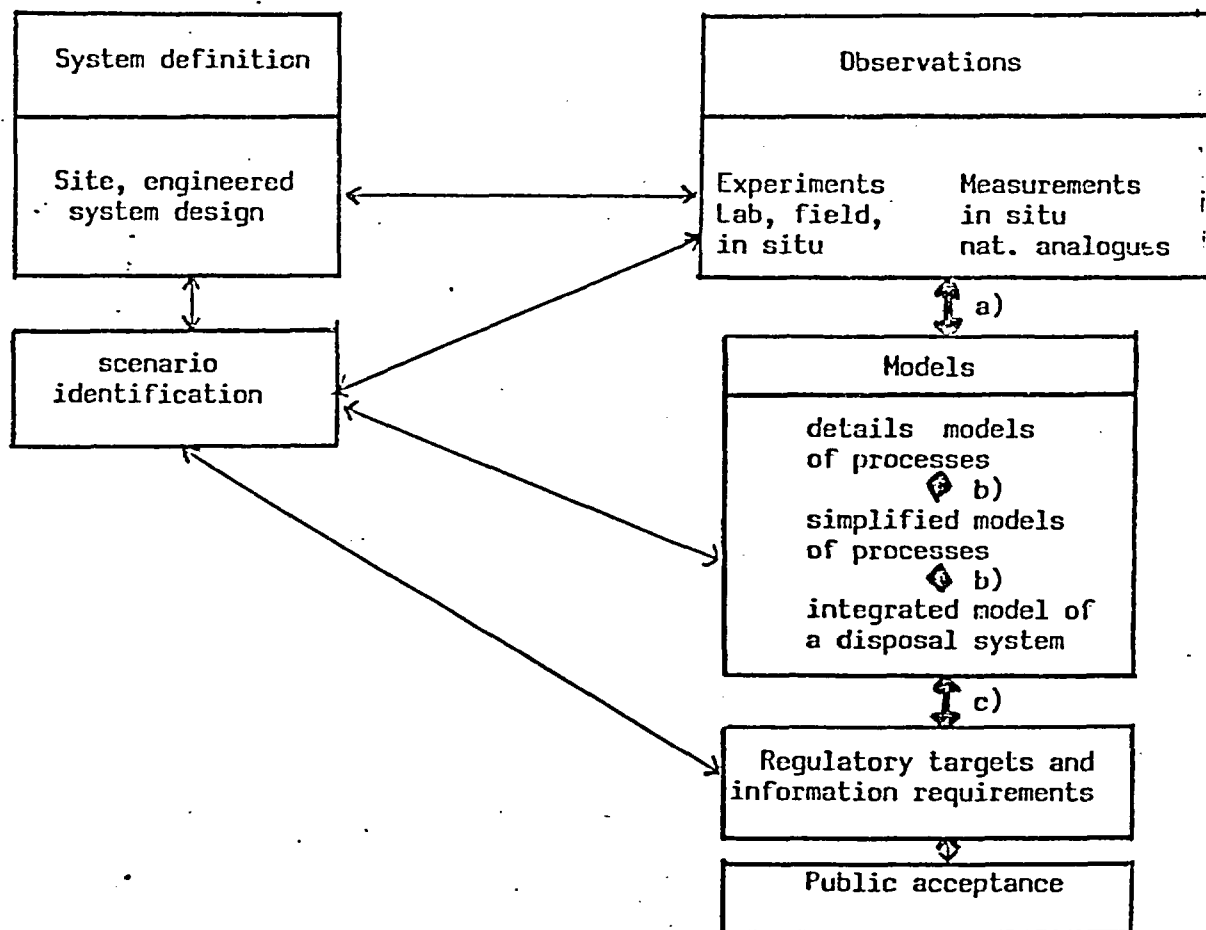 System definition
Site, engineered
system design
scenario
identification
Observations
Experiments
Lab, field,
in situ
Measurements
in situ
nat. analogues
a)
Models
details models
of processes
b)
simplified models
of processes
b)
integrated model of
a disposal system
c)
Regulatory targets and
information requirements
Public acceptance